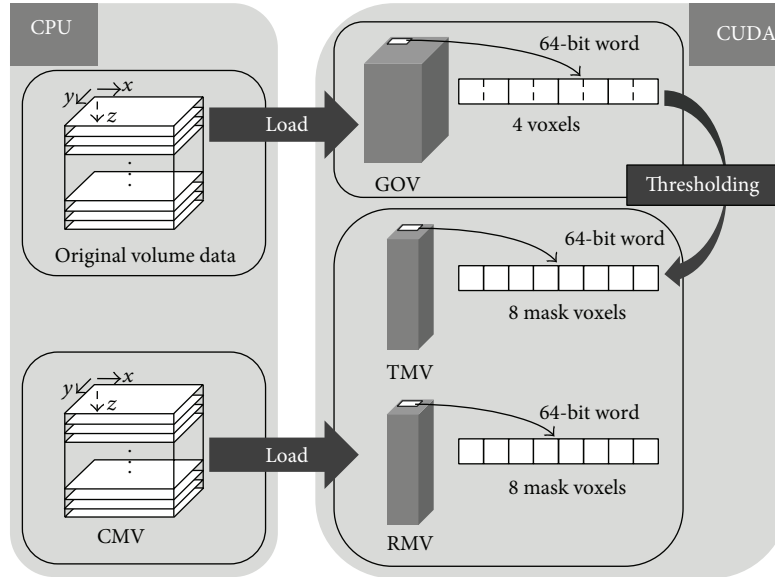 CPU
CUDA
y
x
z
Original volume data
Load
64-bit word
4 voxels
GOV
Thresholding
64-bit word
8 mask voxels
TMV
y
x
z
CMV
Load
64-bit word
8 mask voxels
RMV